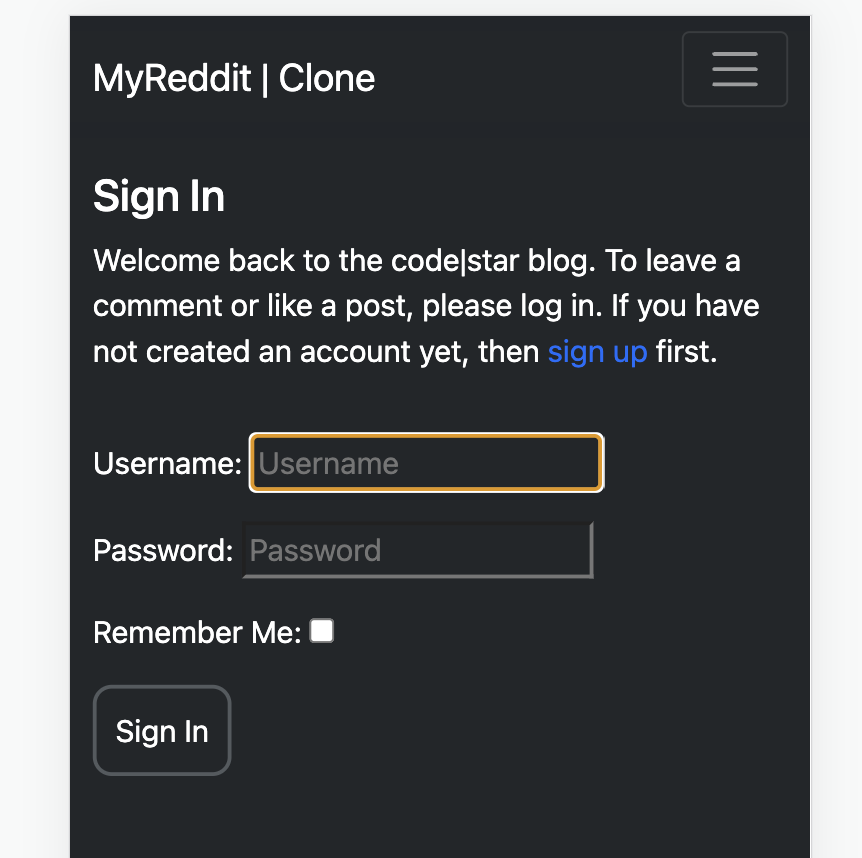 MyReddit | Clone
Sign In
Welcome back to the code|star blog. To leave a
comment or like a post, please log in. If you have
not created an account yet, then sign up first.
Username: Username
Password: Password
Remember Me:
Sign In